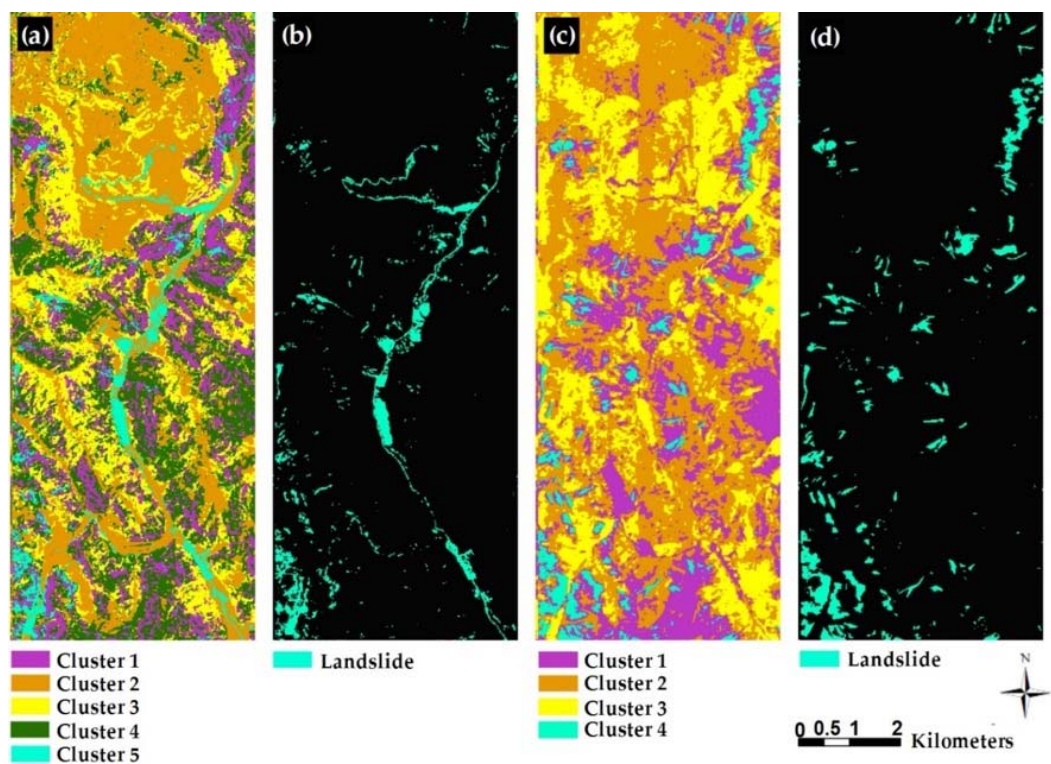 (a)
(b)
(c)
(d)
Cluster 1
Cluster 2
Cluster 3
Cluster 4
Cluster 5
Landslide
Cluster 1
Cluster 2
Cluster 3
Cluster 4
Landslide
N
0 0.5 1 2
Kilometers